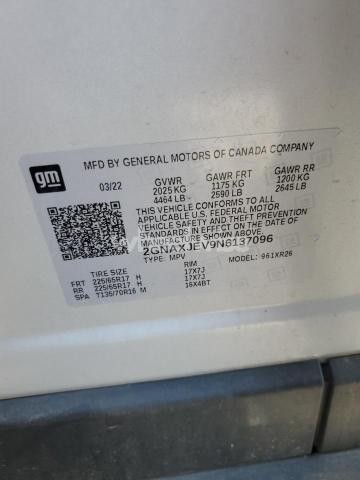 gm
MFD BY GENERAL MOTORS OF CANADA COMPANY
03/22 GVWR GAWR FRT GAWR RR
2025 KG 1175 KG 1200 KG
4464 LB 2590 LB 2645 LB
THIS VEHICLE CONFORMS TO ALL
APPLICABLE U.S. FEDERAL MOTOR
VEHICLE SAFETY, BUMPER, AND THEFT
PREVENTION STANDARDS IN EFFECT ON
THE DATE OF MANUFACTURE SHOWN ABOVE.
2GNAXJEV9N6137096
TYPE: MPV MODEL: 961XR26
TIRE SIZE RIM
FRT 225/65R17 H 17X7J
RR 225/65R17 H 17X7J
SPA T135/70R16 M 16X4BT